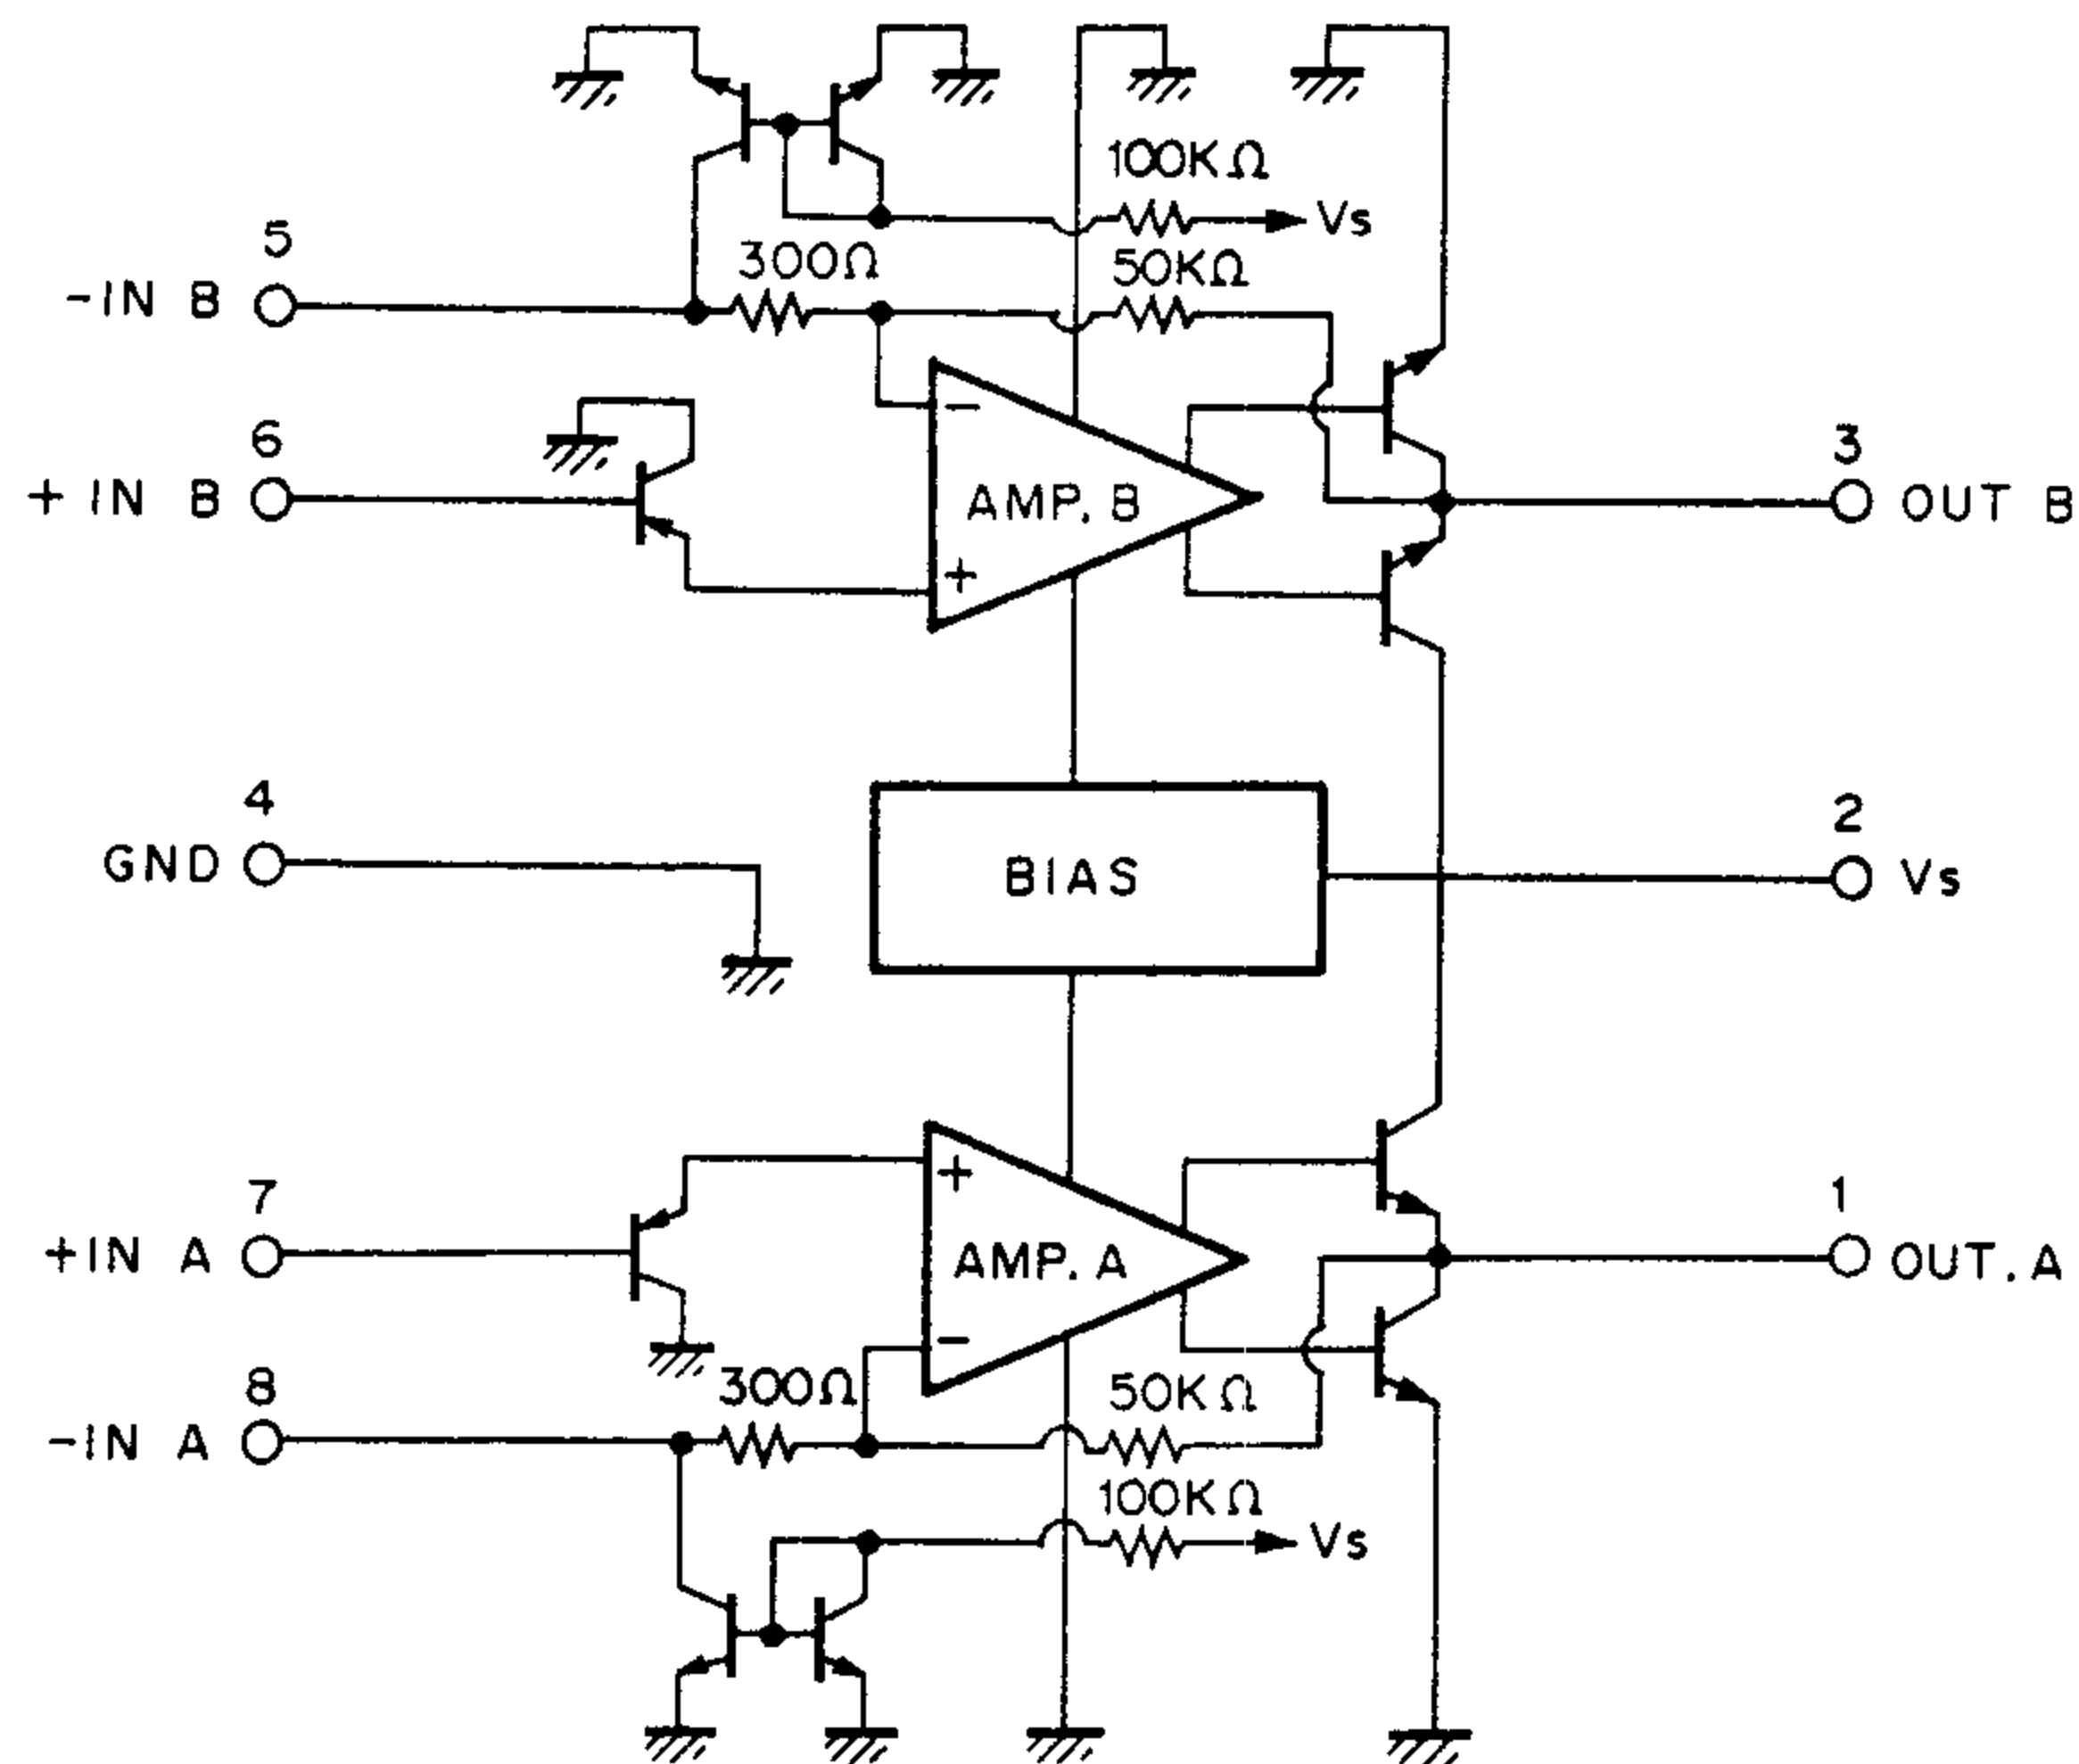 100KΩ
Vs
5
300Ω
50KΩ
-IN B
6
3
+ IN B
-
AMP. B
OUT B
+
4
2
GND
BIAS
Vs
7
+
1
+IN A
AMP. A
OUT. A
-
8
300Ω
50KΩ
-IN A
100KΩ
Vs